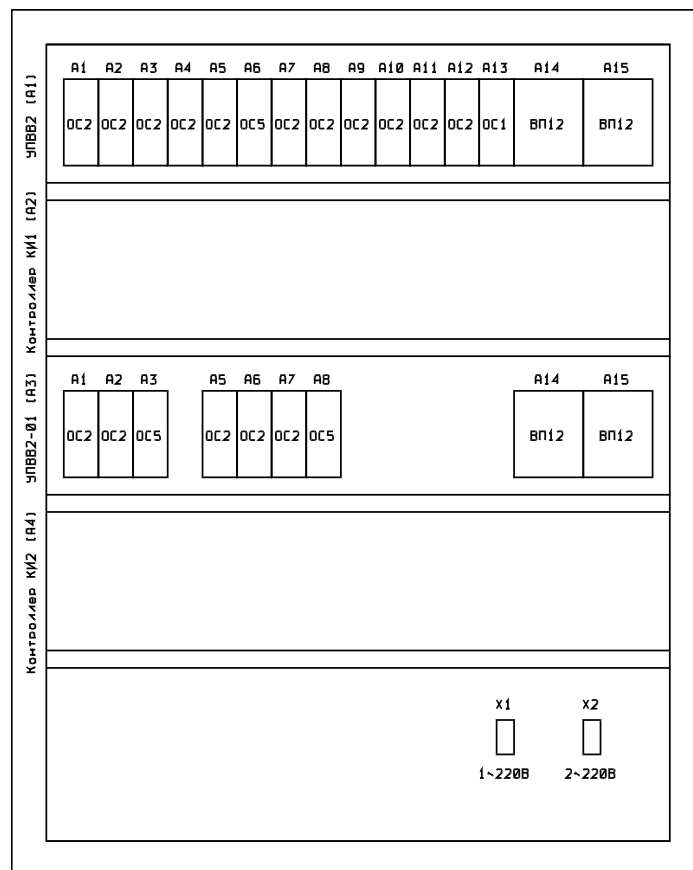 УПВВ2 (А1)
А1 А2 А3 А4 А5 А6 А7 А8 А9 А10 А11 А12 А13 А14 А15
ОС2 ОС2 ОС2 ОС2 ОС2 ОС5 ОС2 ОС2 ОС2 ОС2 ОС2 ОС2 ОС1 ВП12 ВП12
Контроллер КИ1 (А2)
УПВВ2-01 (А3)
А1 А2 А3 А5 А6 А7 А8 А14 А15
ОС2 ОС2 ОС5 ОС2 ОС2 ОС2 ОС5 ВП12 ВП12
Контроллер КИ2 (А4)
X1 X2
1~220В 2~220В